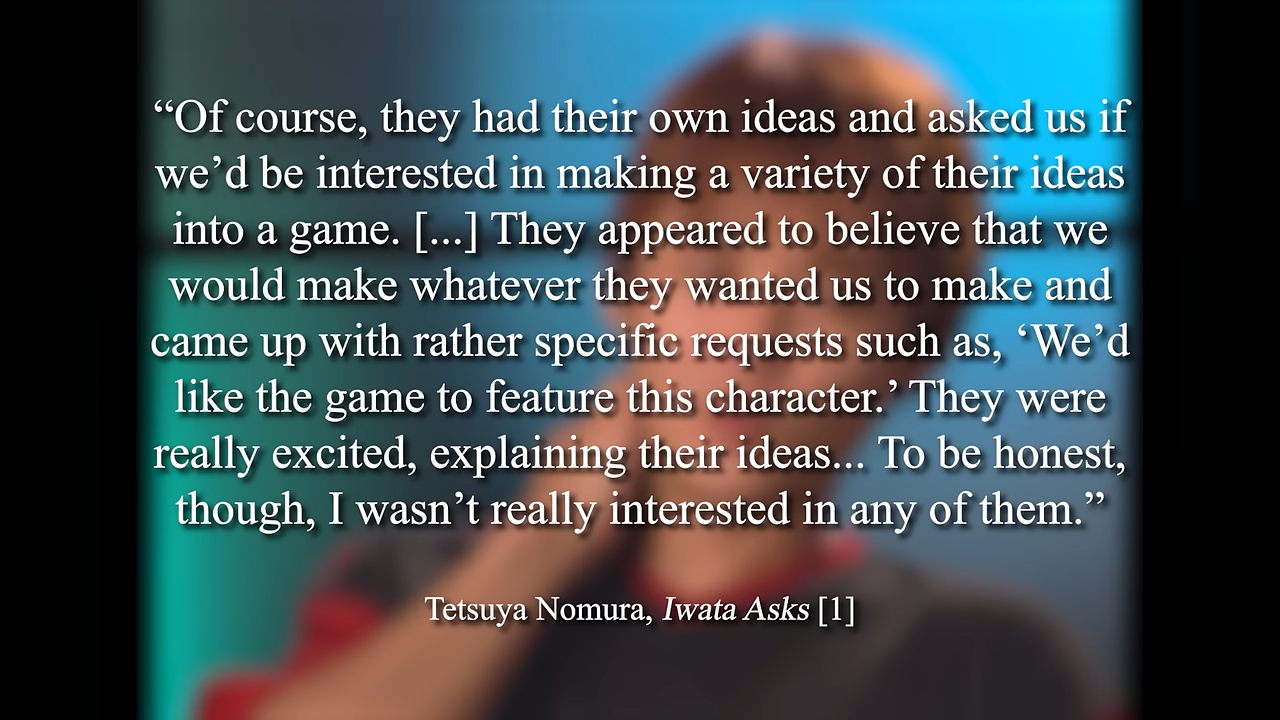 “Of course, they had their own ideas and asked us if
we’d be interested in making a variety of their ideas
into a game. [...] They appeared to believe that we
would make whatever they wanted us to make and
came up with rather specific requests such as, ‘We’d
like the game to feature this character.’ They were
really excited, explaining their ideas... To be honest,
though, I wasn’t really interested in any of them.”
Tetsuya Nomura, Iwata Asks [1]